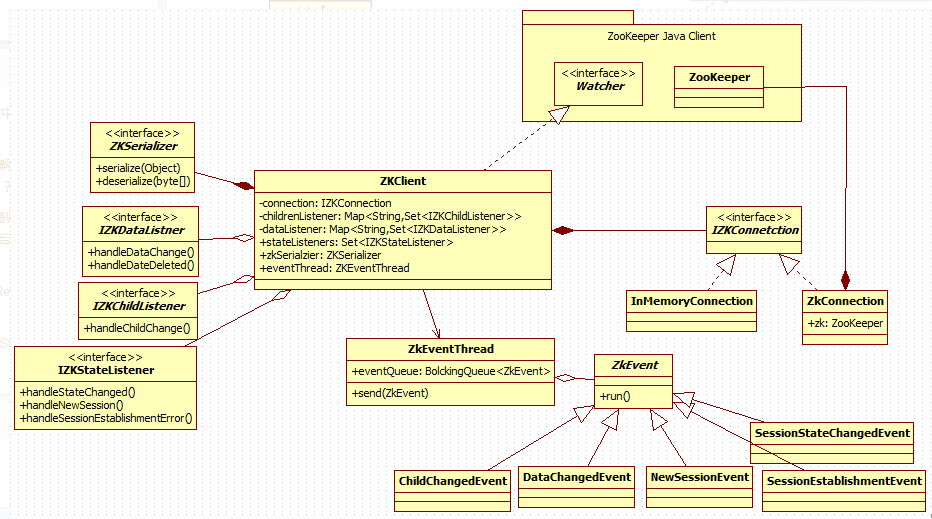 ZooKeeper Java Client
<<interface>>
Watcher
ZooKeeper
<<interface>>
ZKSerializer
+serialize(Object)
+deserialize(byte[])
<<interface>>
IZKDataListner
+handleDataChange()
+handleDateDeleted()
<<interface>>
IZKChildListener
+handleChildChange()
<<interface>>
IZKStateListener
+handleStateChanged()
+handleNewSession()
+handleSessionEstablishmentError()
ZKClient
-connection: IZKConnection
-childrenListener: Map<String,Set<IZKChildListener>>
-dataListener: Map<String,Set<IZKDataListener>>
+stateListeners: Set<IZKStateListener>
+zkSerialzier: ZKSerializer
+eventThread: ZKEventThread
<<interface>>
IZKConnetction
InMemoryConnection
ZkConnection
+zk: ZooKeeper
ZkEventThread
+eventQueue: BolckingQueue<ZkEvent>
+send(ZkEvent)
ZkEvent
+run()
SessionStateChangedEvent
ChildChangedEvent
DataChangedEvent
NewSessionEvent
SessionEstablishmentEvent